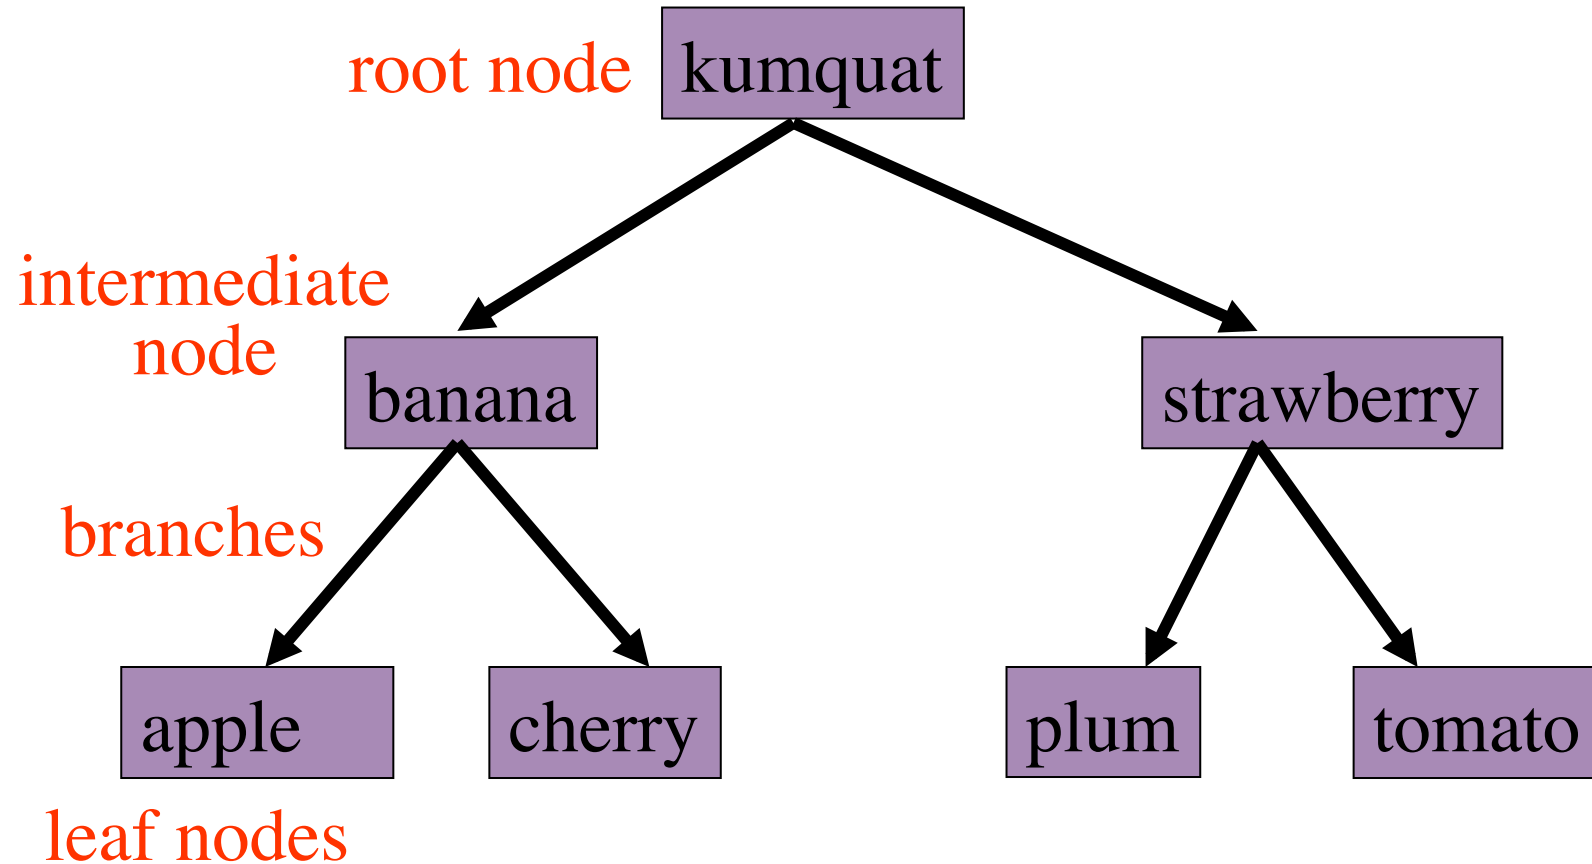 root node
kumquat
intermediate
node
banana
strawberry
branches
apple
cherry
plum
tomato
leaf nodes